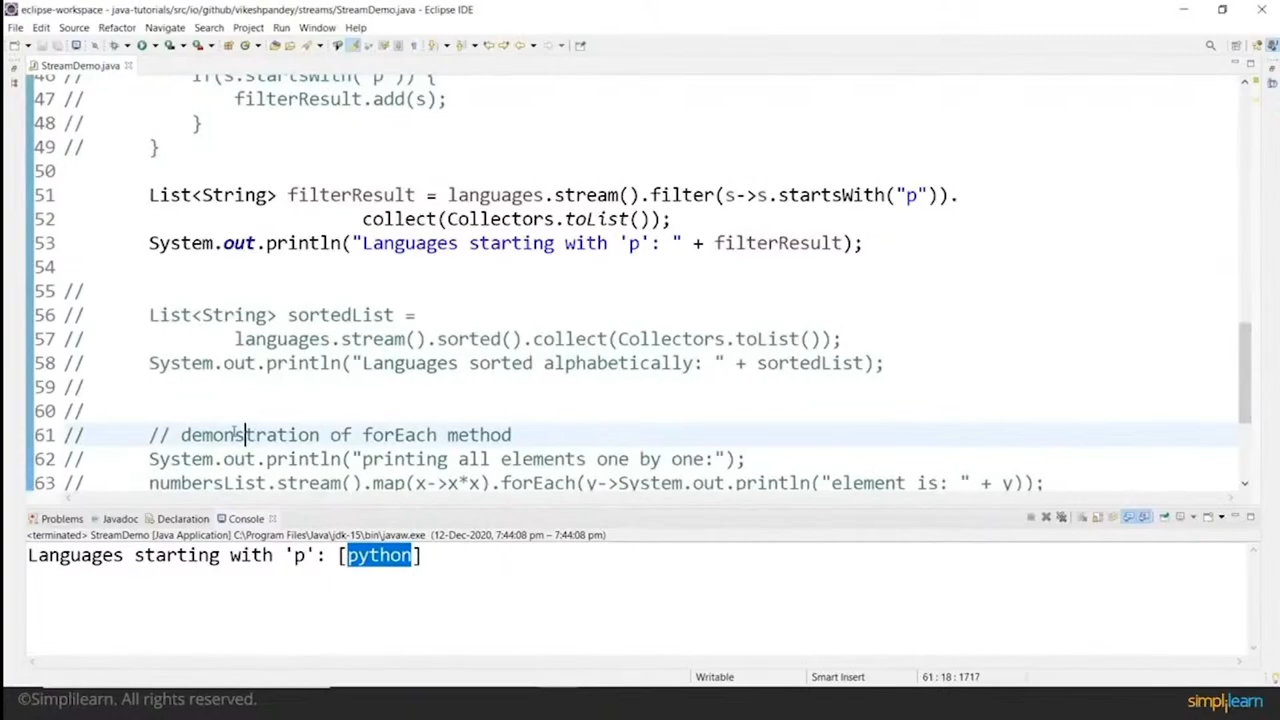 eclipse-workspace - java-tutorials/src/io/github/vikeshpandey/streams/StreamDemo.java - Eclipse IDE
File Edit Source Refactor Navigate Search Project Run Window Help
StreamDemo.java
46 // if(s.startsWith("p")) {
47 // filterResult.add(s);
48 // }
49 // }
50
51 List<String> filterResult = languages.stream().filter(s->s.startsWith("p")).
52 collect(Collectors.toList());
53 System.out.println("Languages starting with 'p': " + filterResult);
54
55 //
56 // List<String> sortedList =
57 // languages.stream().sorted().collect(Collectors.toList());
58 // System.out.println("Languages sorted alphabetically: " + sortedList);
59 //
60 //
61 // // demonstration of forEach method
62 // System.out.println("printing all elements one by one:");
63 // numbersList.stream().map(x->x*x).forEach(y->System.out.println("element is: " + y));
Problems Javadoc Declaration Console
<terminated> StreamDemo [Java Application] C:\Program Files\Java\jdk-15\bin\javaw.exe (12-Dec-2020, 7:44:08 pm – 7:44:08 pm)
Languages starting with 'p': [python]
Writable Smart Insert 61 : 18 : 1717
©Simplilearn. All rights reserved.
simplilearn